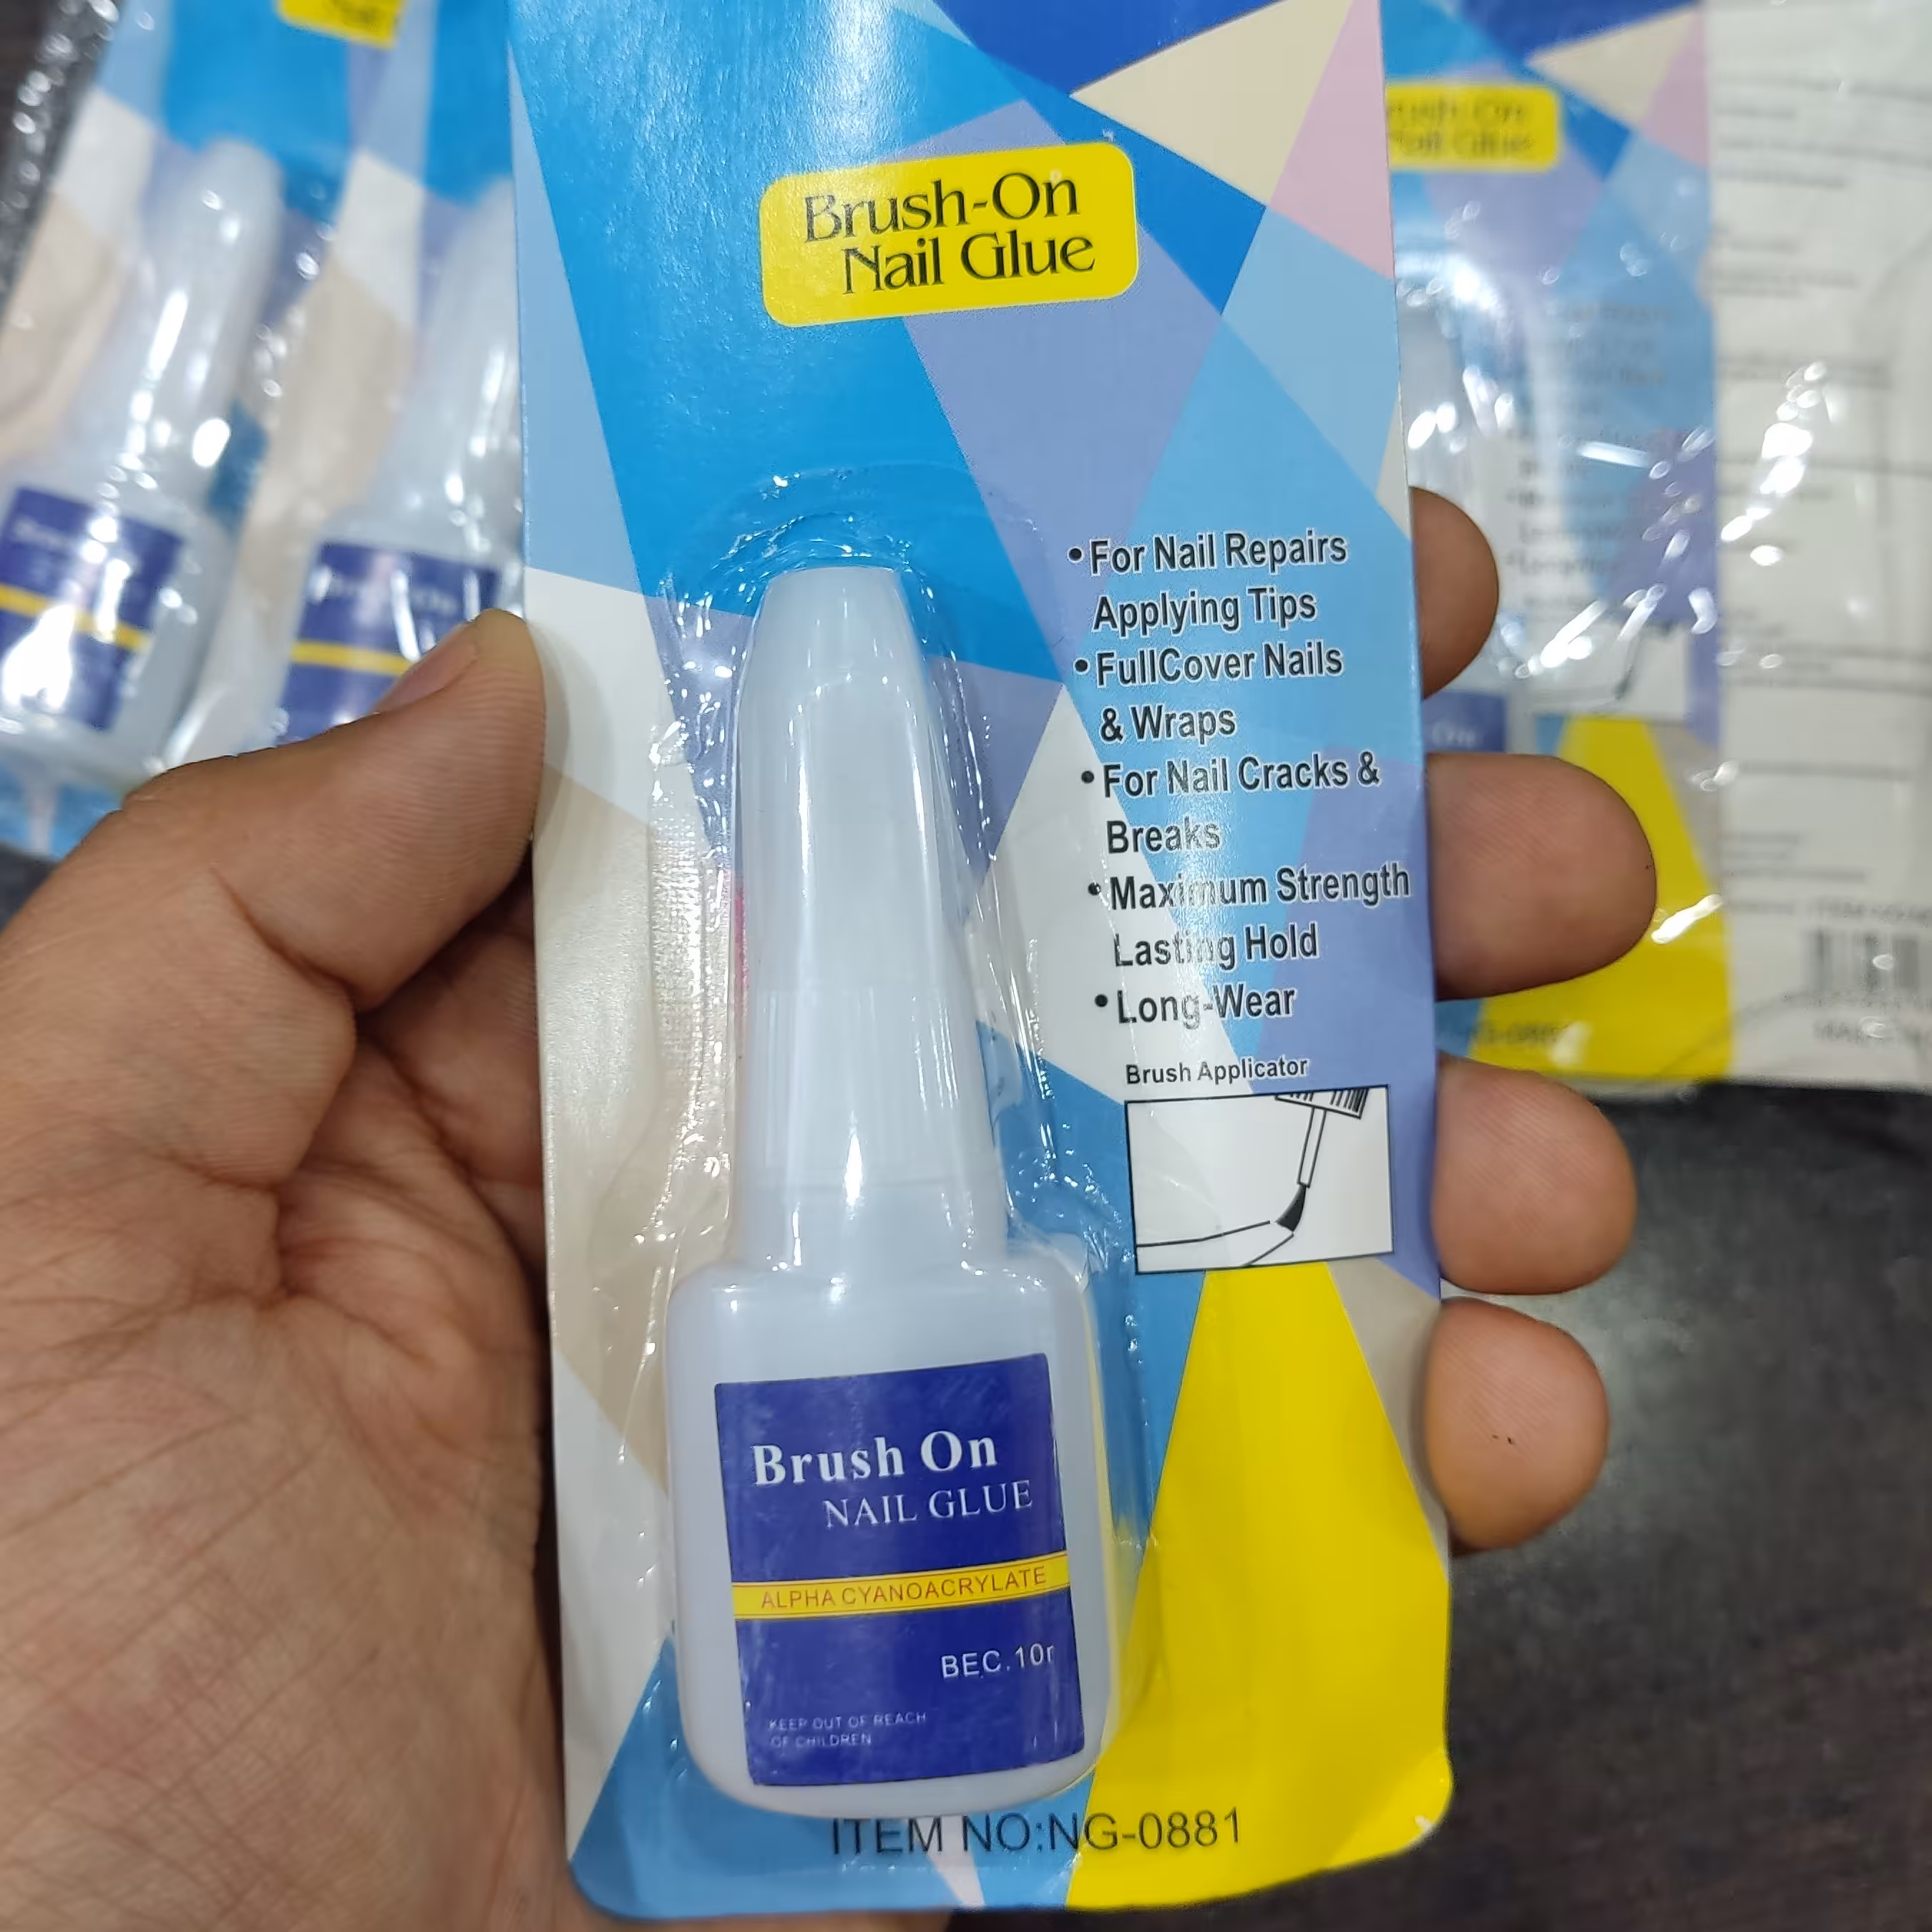 Brush-On
Nail Glue
• For Nail Repairs
Applying Tips
• FullCover Nails
& Wraps
• For Nail Cracks &
Breaks
• Maximum Strength
Lasting Hold
• Long-Wear
Brush Applicator
Brush On
NAIL GLUE
ALPHA CYANOACRYLATE
BEC.10
KEEP OUT OF REACH
OF CHILDREN
ITEM NO:NG-0881